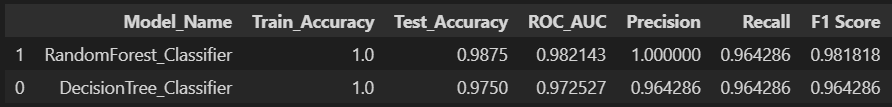 Model_Name Train_Accuracy Test_Accuracy ROC_AUC Precision Recall F1 Score
1 RandomForest_Classifier 1.0 0.9875 0.982143 1.000000 0.964286 0.981818
0 DecisionTree_Classifier 1.0 0.9750 0.972527 0.964286 0.964286 0.964286